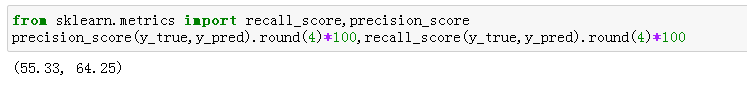 from sklearn.metrics import recall_score,precision_score
precision_score(y_true,y_pred).round(4)*100,recall_score(y_true,y_pred).round(4)*100
(55.33, 64.25)